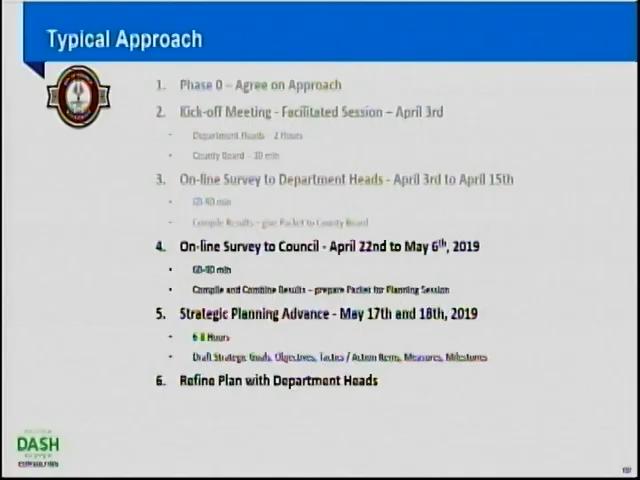 Typical Approach
1. Phase 0 – Agree on Approach
2. Kick-off Meeting - Facilitated Session – April 3rd
- Department Heads - 2 Hours
- County Board – 30 min
3. On-line Survey to Department Heads - April 3rd to April 15th
- 60-90 min
- Compile Results – give Packet to County Board
4. On-line Survey to Council - April 22nd to May 6th, 2019
- 60-90 min
- Compile and Combine Results – prepare Packet for Planning Session
5. Strategic Planning Advance - May 17th and 18th, 2019
- 6-8 Hours
- Draft Strategic Goals, Objectives, Tactics / Action Items, Measures, Milestones
6. Refine Plan with Department Heads
DASH
CONSULTING